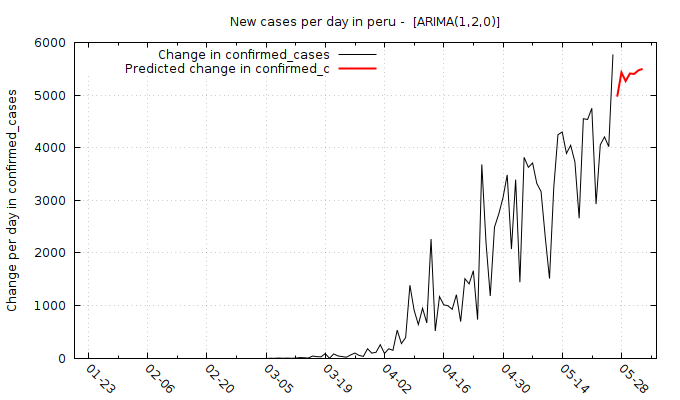 New cases per day in peru -  [ARIMA(1,2,0)]
Change in confirmed_cases
Predicted change in confirmed_c
Change per day in confirmed_cases
6000
5000
4000
3000
2000
1000
0
01-23 02-06 02-20 03-05 03-19 04-02 04-16 04-30 05-14 05-28